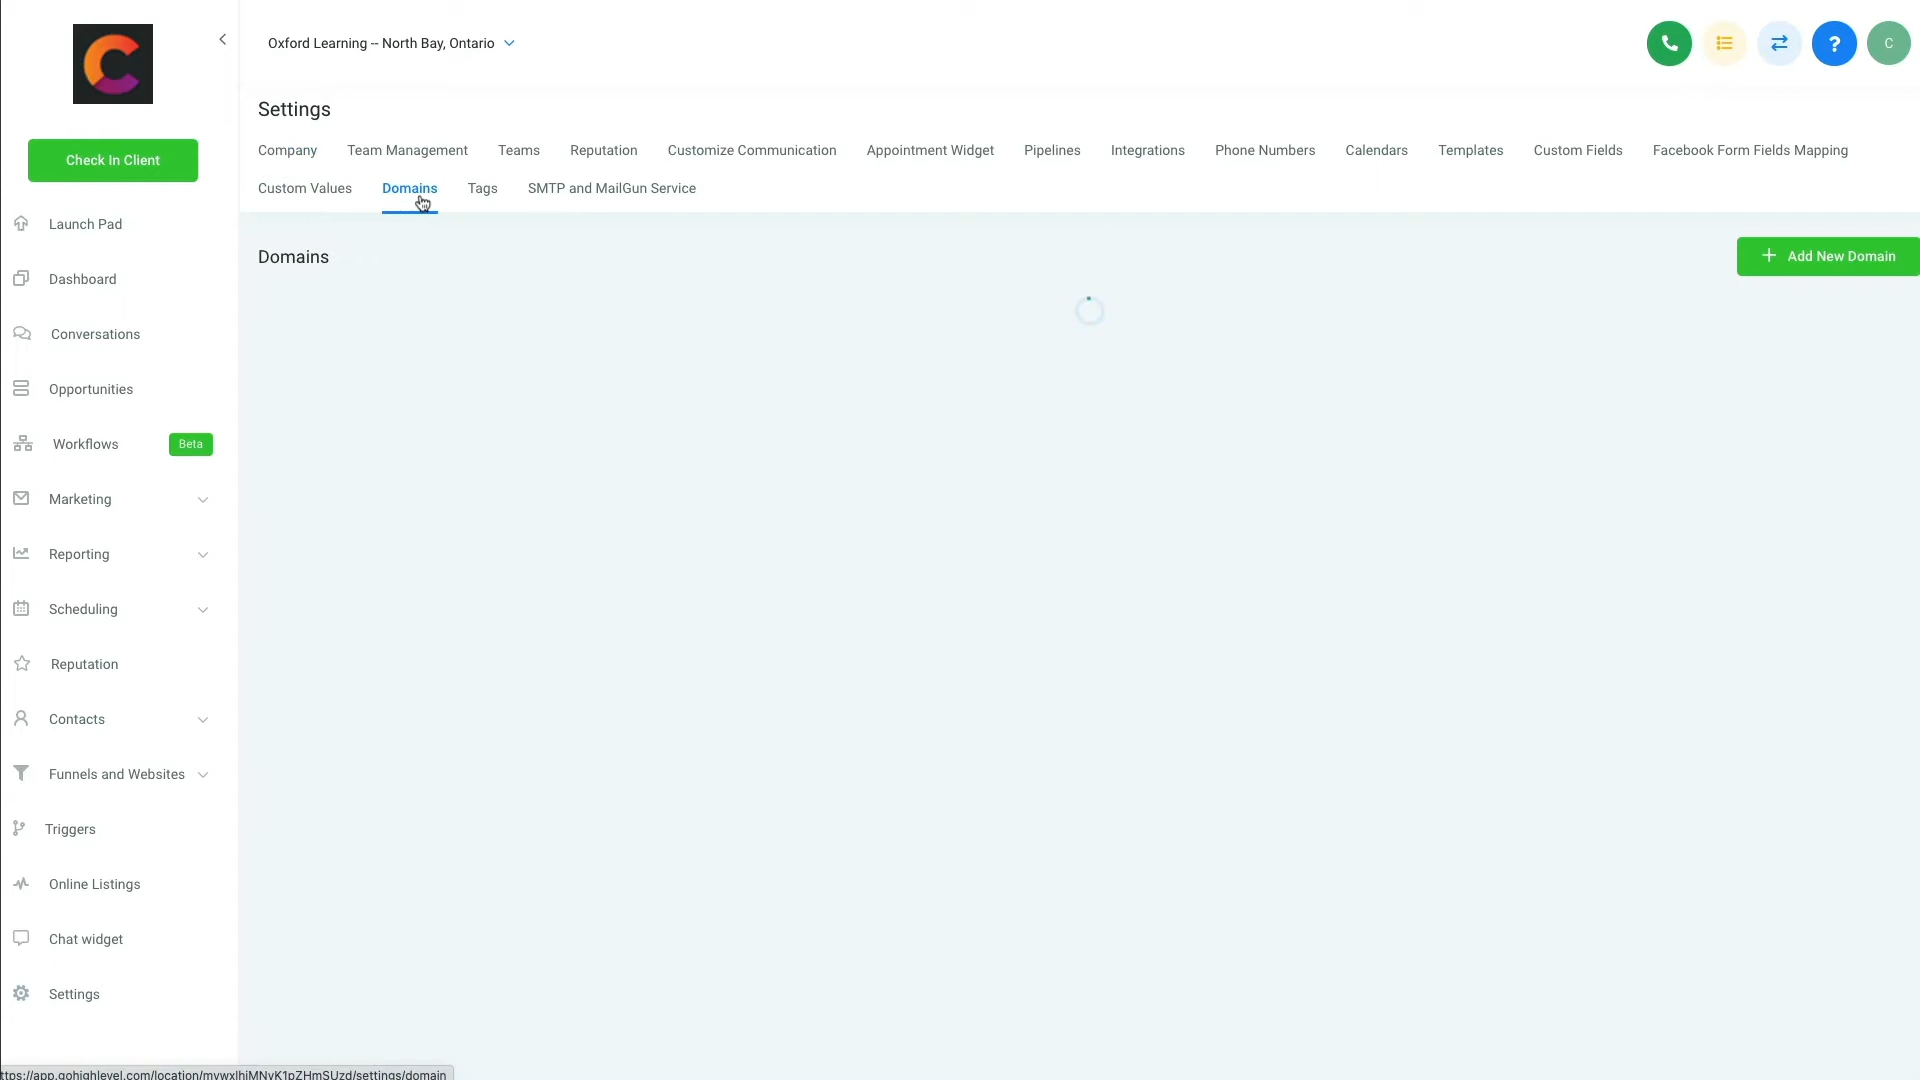 Oxford Learning -- North Bay, Ontario
C
Settings
Company Team Management Teams Reputation Customize Communication Appointment Widget Pipelines Integrations Phone Numbers Calendars Templates Custom Fields Facebook Form Fields Mapping
Custom Values Domains Tags SMTP and MailGun Service
Domains
+ Add New Domain
Check In Client
Launch Pad
Dashboard
Conversations
Opportunities
Workflows Beta
Marketing
Reporting
Scheduling
Reputation
Contacts
Funnels and Websites
Triggers
Online Listings
Chat widget
Settings